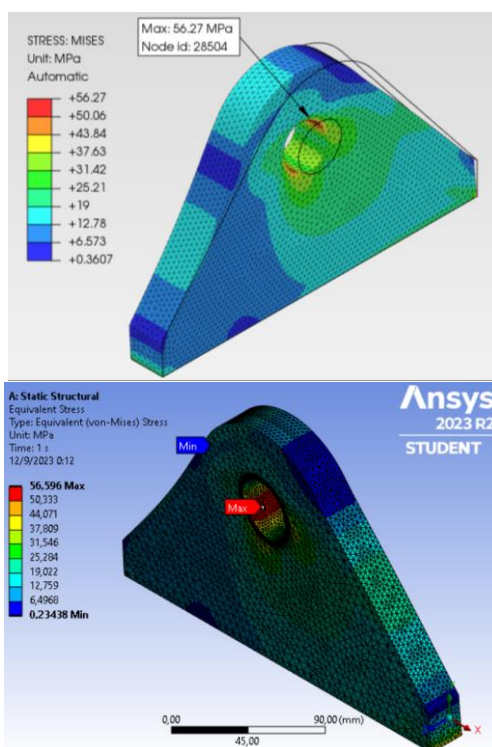 STRESS: MISES
Unit: MPa
Automatic
Max: 56.27 MPa
Node id: 28504
+56.27
+50.06
+43.84
+37.63
+31.42
+25.21
+19
+12.78
+6.573
+0.3607
A: Static Structural
Equivalent Stress
Type: Equivalent (von-Mises) Stress
Unit: MPa
Time: 1 s
12/9/2023 0:12
Ansys
2023 R2
STUDENT
Min
Max
56,596 Max
50,333
44,071
37,809
31,546
25,284
19,022
12,759
6,4968
0,23438 Min
0,00
90,00 (mm)
45,00
X